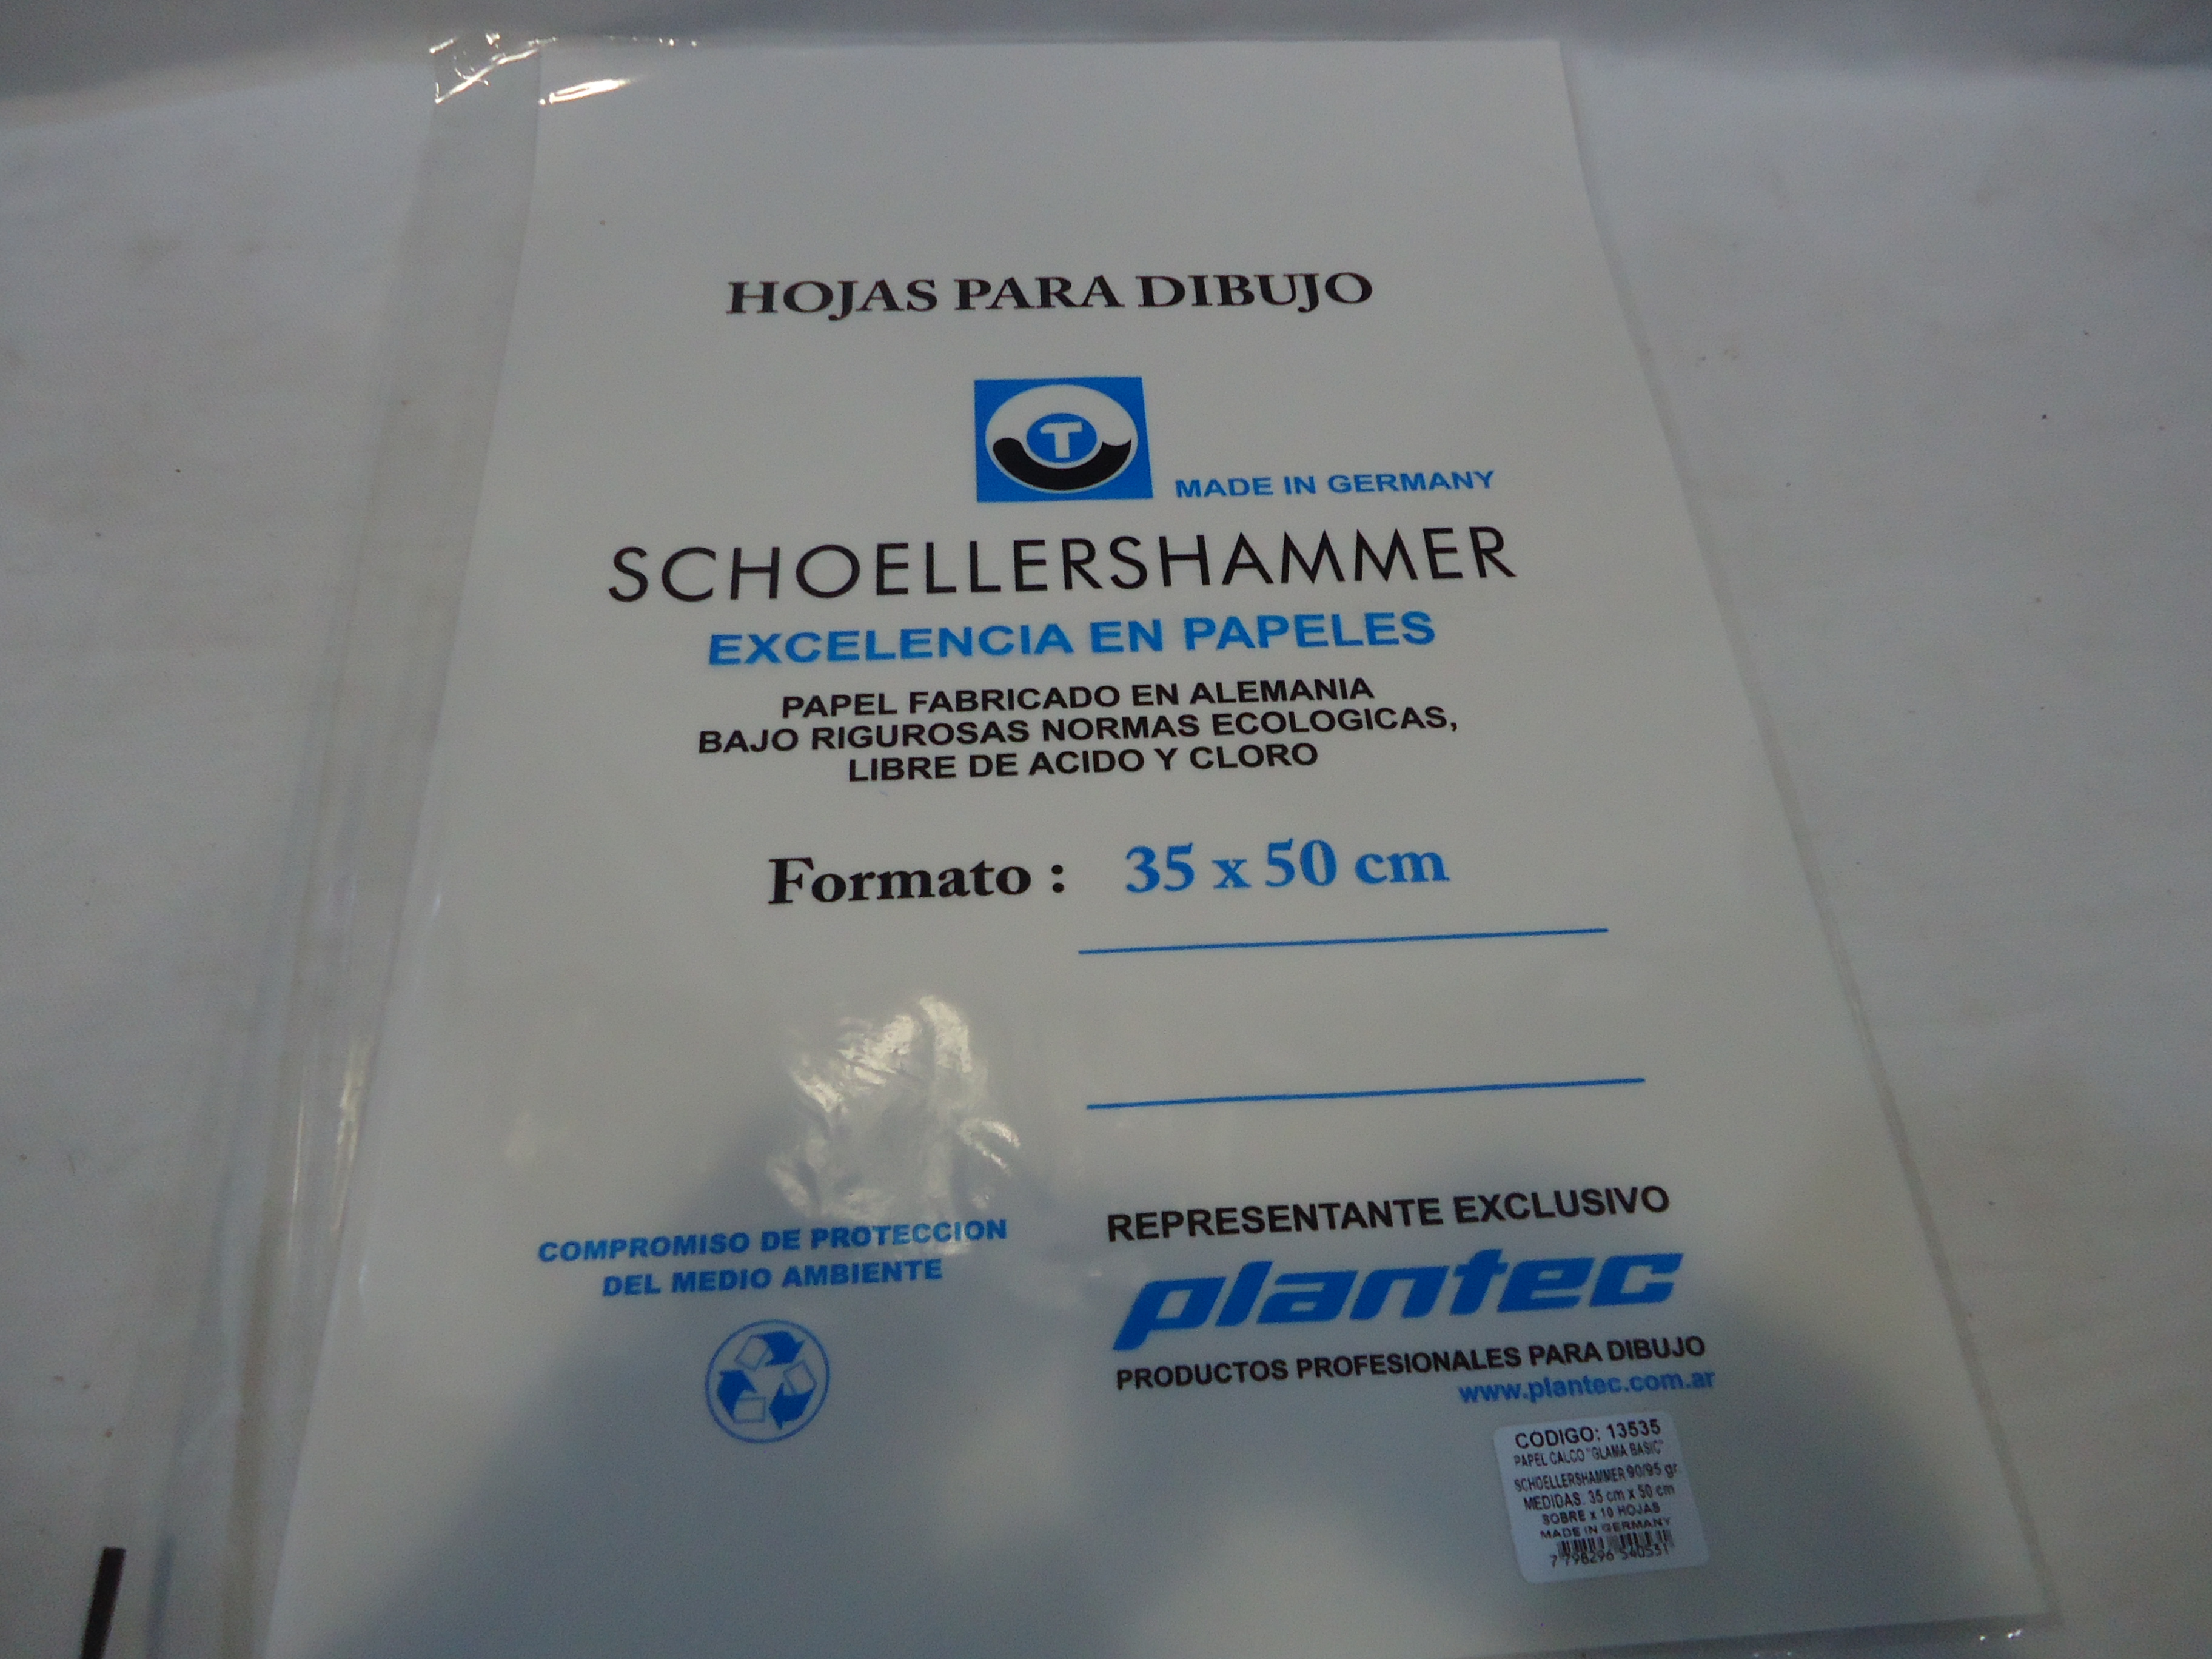 HOJAS PARA DIBUJO
T
MADE IN GERMANY
SCHOELLERSHAMMER
EXCELENCIA EN PAPELES
PAPEL FABRICADO EN ALEMANIA
BAJO RIGUROSAS NORMAS ECOLOGICAS,
LIBRE DE ACIDO Y CLORO
Formato : 35 x 50 cm
COMPROMISO DE PROTECCION
DEL MEDIO AMBIENTE
REPRESENTANTE EXCLUSIVO
plantec
PRODUCTOS PROFESIONALES PARA DIBUJO
www.plantec.com.ar
CODIGO: 13535
PAPEL CALCO "GLAMA BASIC"
SCHOELLERSHAMMER 90/95 gr.
MEDIDAS: 35 cm x 50 cm
SOBRE x 10 HOJAS
MADE IN GERMANY
7 798296 540531